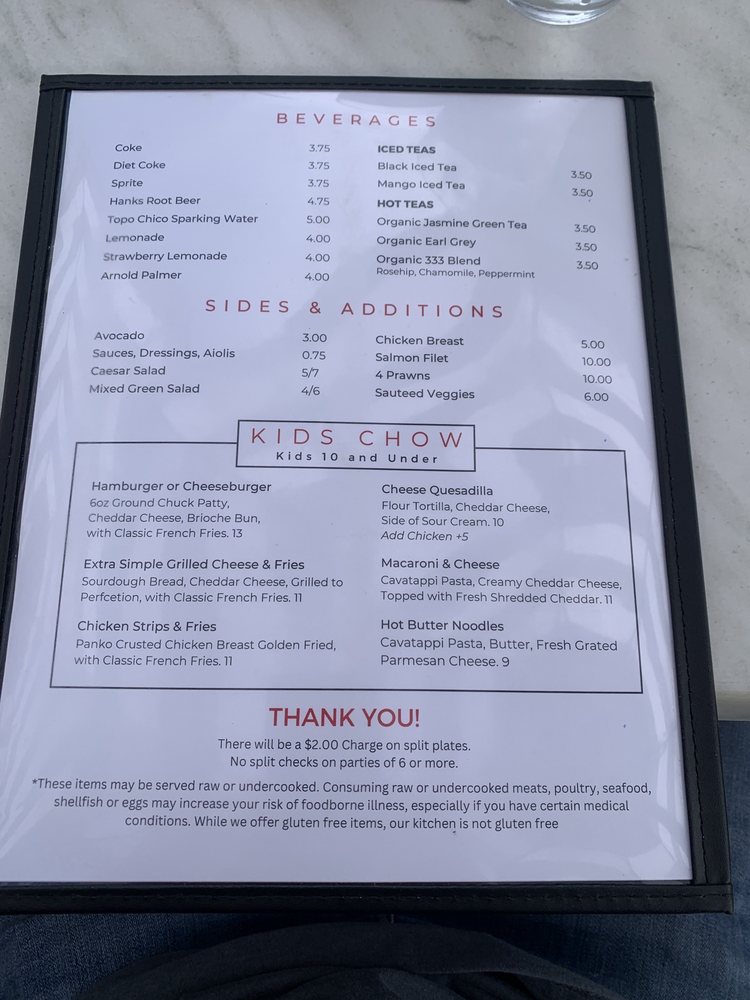 BEVERAGES
Coke 3.75
Diet Coke 3.75
Sprite 3.75
Hanks Root Beer 4.75
Topo Chico Sparking Water 5.00
Lemonade 4.00
Strawberry Lemonade 4.00
Arnold Palmer 4.00
ICED TEAS
Black Iced Tea 3.50
Mango Iced Tea 3.50
HOT TEAS
Organic Jasmine Green Tea 3.50
Organic Earl Grey 3.50
Organic 333 Blend 3.50
Rosehip, Chamomile, Peppermint
SIDES & ADDITIONS
Avocado 3.00
Sauces, Dressings, Aiolis 0.75
Caesar Salad 5/7
Mixed Green Salad 4/6
Chicken Breast 5.00
Salmon Filet 10.00
4 Prawns 10.00
Sauteed Veggies 6.00
KIDS CHOW
Kids 10 and Under
Hamburger or Cheeseburger
6oz Ground Chuck Patty,
Cheddar Cheese, Brioche Bun,
with Classic French Fries. 13
Extra Simple Grilled Cheese & Fries
Sourdough Bread, Cheddar Cheese, Grilled to
Perfcetion, with Classic French Fries. 11
Chicken Strips & Fries
Panko Crusted Chicken Breast Golden Fried,
with Classic French Fries. 11
Cheese Quesadilla
Flour Tortilla, Cheddar Cheese,
Side of Sour Cream. 10
Add Chicken +5
Macaroni & Cheese
Cavatappi Pasta, Creamy Cheddar Cheese,
Topped with Fresh Shredded Cheddar. 11
Hot Butter Noodles
Cavatappi Pasta, Butter, Fresh Grated
Parmesan Cheese. 9
THANK YOU!
There will be a $2.00 Charge on split plates.
No split checks on parties of 6 or more.
*These items may be served raw or undercooked. Consuming raw or undercooked meats, poultry, seafood,
shellfish or eggs may increase your risk of foodborne illness, especially if you have certain medical
conditions. While we offer gluten free items, our kitchen is not gluten free